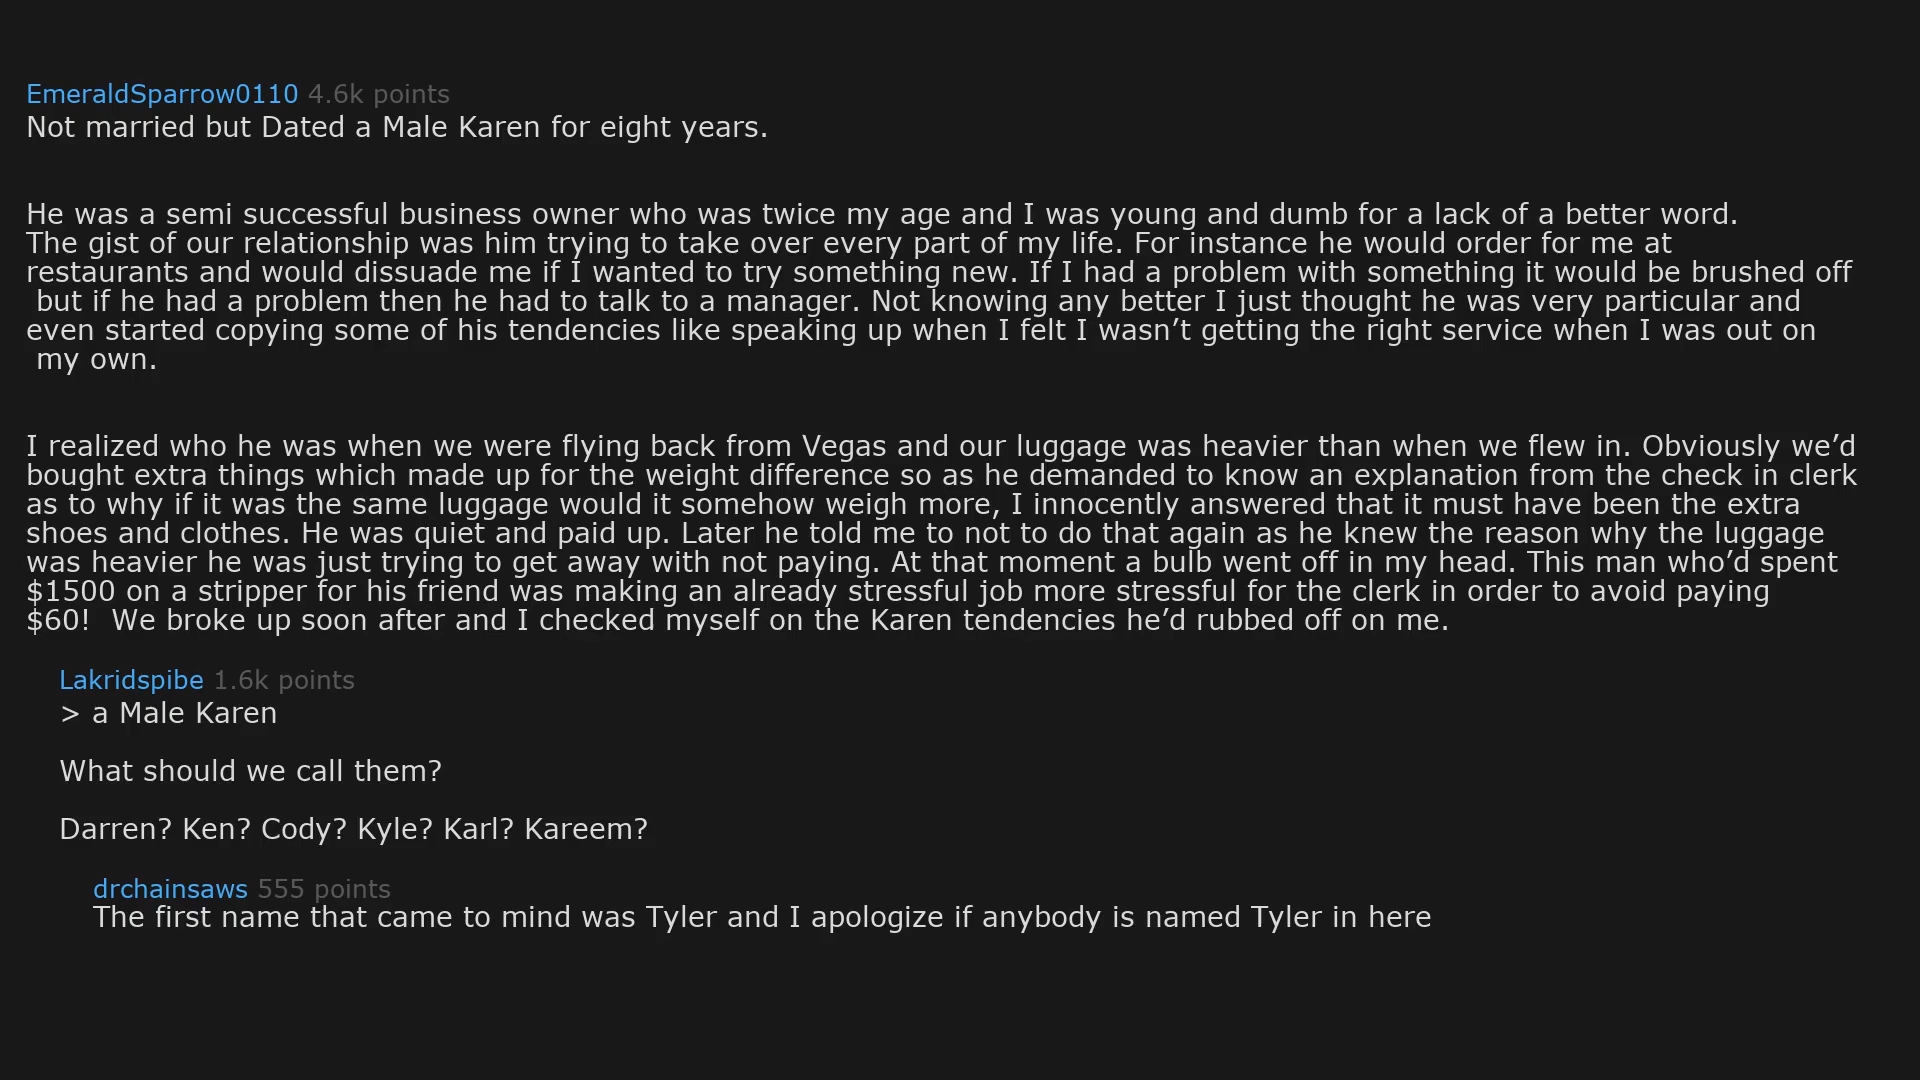 EmeraldSparrow0110 4.6k points
Not married but Dated a Male Karen for eight years.
He was a semi successful business owner who was twice my age and I was young and dumb for a lack of a better word.
The gist of our relationship was him trying to take over every part of my life. For instance he would order for me at
restaurants and would dissuade me if I wanted to try something new. If I had a problem with something it would be brushed off
but if he had a problem then he had to talk to a manager. Not knowing any better I just thought he was very particular and
even started copying some of his tendencies like speaking up when I felt I wasn’t getting the right service when I was out on
my own.
I realized who he was when we were flying back from Vegas and our luggage was heavier than when we flew in. Obviously we’d
bought extra things which made up for the weight difference so as he demanded to know an explanation from the check in clerk
as to why if it was the same luggage would it somehow weigh more, I innocently answered that it must have been the extra
shoes and clothes. He was quiet and paid up. Later he told me to not to do that again as he knew the reason why the luggage
was heavier he was just trying to get away with not paying. At that moment a bulb went off in my head. This man who’d spent
$1500 on a stripper for his friend was making an already stressful job more stressful for the clerk in order to avoid paying
$60!  We broke up soon after and I checked myself on the Karen tendencies he’d rubbed off on me.
Lakridspibe 1.6k points
> a Male Karen
What should we call them?
Darren? Ken? Cody? Kyle? Karl? Kareem?
drchainsaws 555 points
The first name that came to mind was Tyler and I apologize if anybody is named Tyler in here